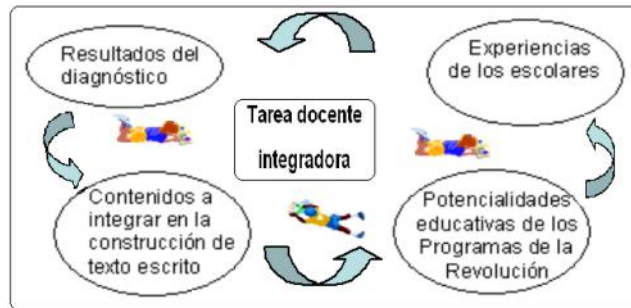 Resultados del
diagnóstico
Experiencias
de los escolares
Tarea docente
integradora
Contenidos a
integrar en la
construcción de
texto escrito
Potencialidades
educativas de los
Programas de la
Revolución